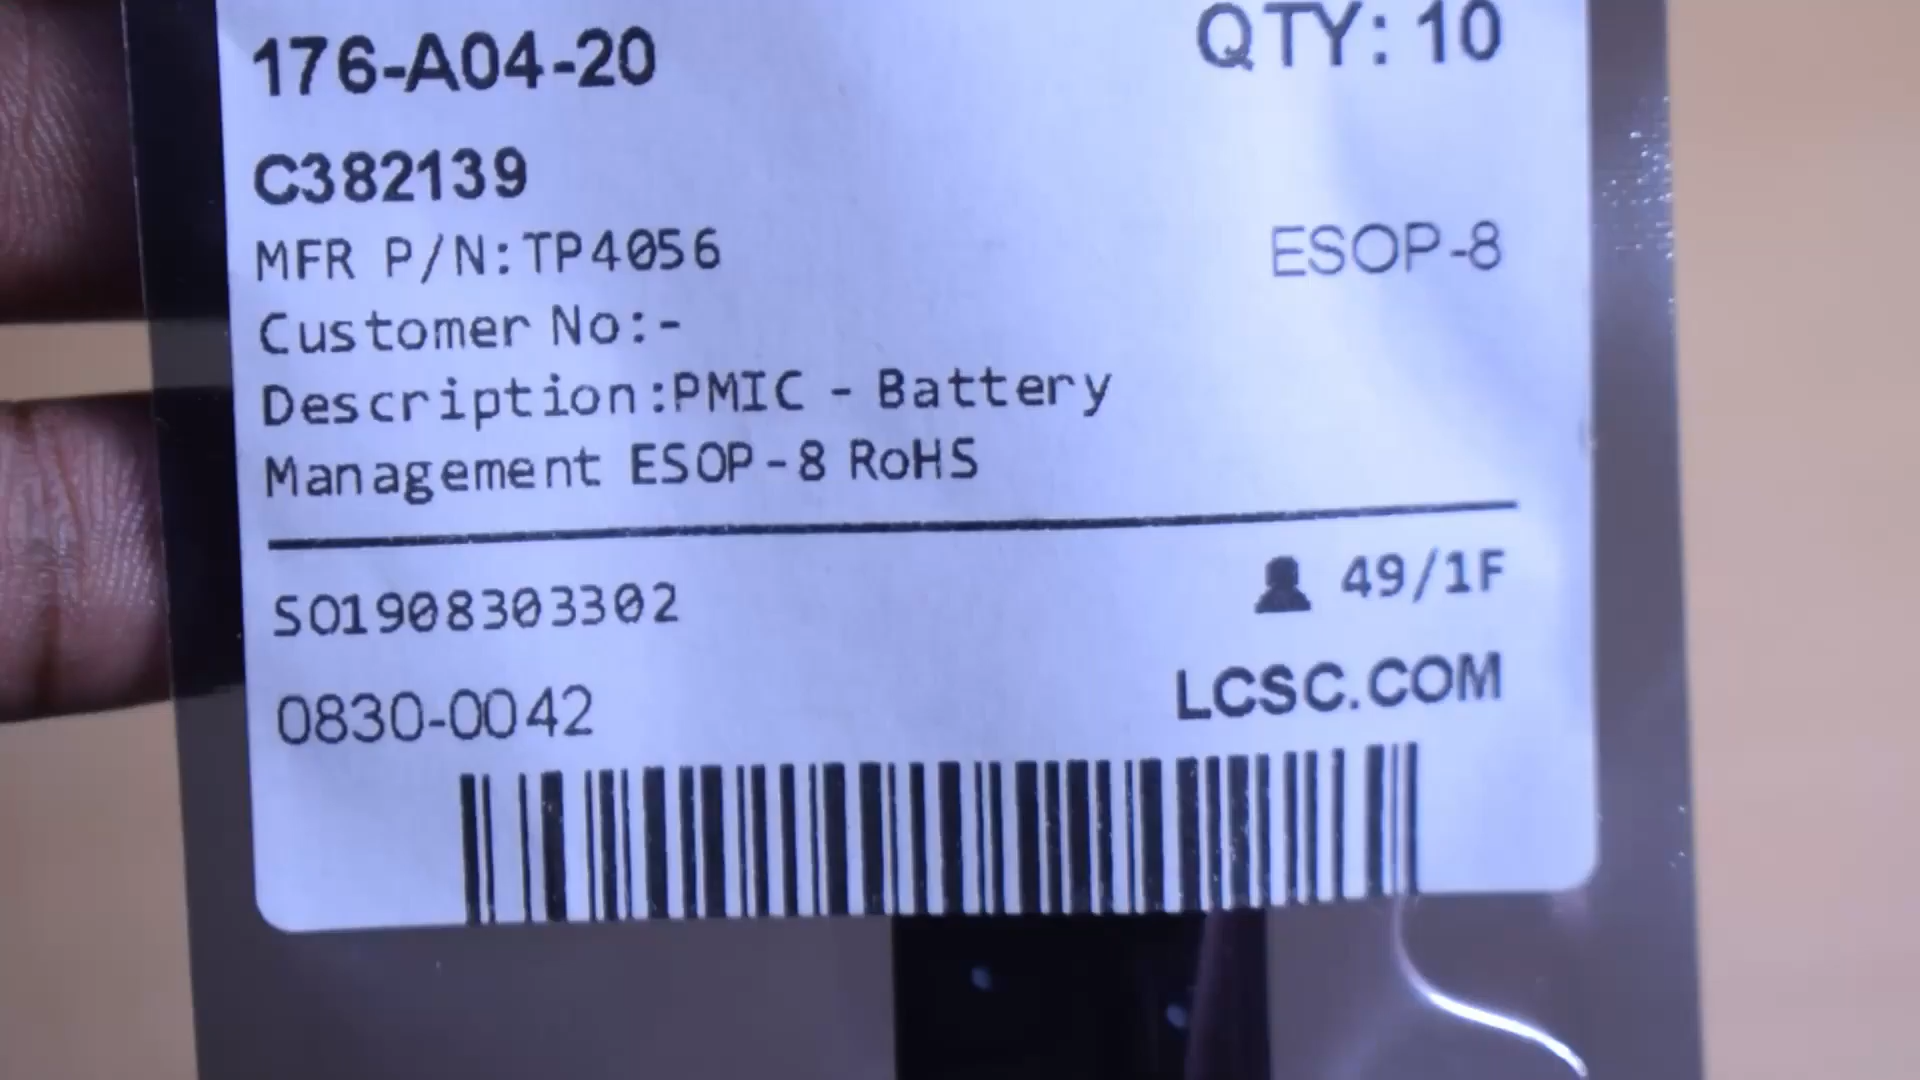 176-A04-20 QTY: 10
C382139
MFR P/N:TP4056 ESOP-8
Customer No:-
Description:PMIC - Battery
Management ESOP-8 RoHS
SO1908303302 49/1F
0830-0042 LCSC.COM